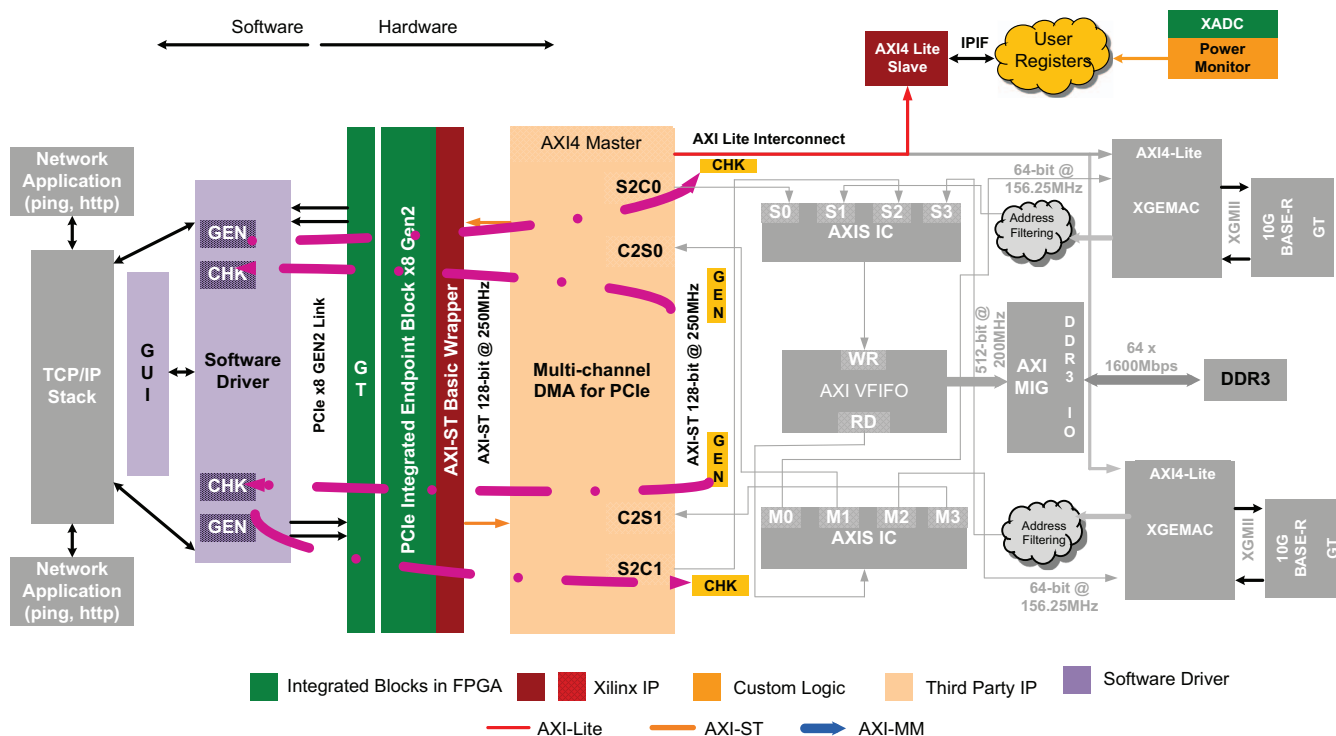 Software
Hardware
XADC
Power
Monitor
AXI4 Lite
Slave
IPIF
User
Registers
AXI Lite Interconnect
AXI4 Master
CHK
Network
Application
(ping, http)
S2C0
64-bit @
156.25MHz
AXI4-Lite
XGEMAC
XGMII
10G
BASE-R
GT
S0
S1
S2
S3
AXIS IC
Address
Filtering
GEN
CHK
C2S0
GEN
TCP/IP
Stack
GUI
Software
Driver
PCIe x8 GEN2 Link
GT
PCIe Integrated Endpoint Block x8 Gen2
AXI-ST Basic Wrapper
AXI-ST 128-bit @ 250MHz
Multi-channel
DMA for PCIe
AXI-ST 128-bit @ 250MHz
WR
AXI VFIFO
RD
512-bit @
200MHz
AXI
MIG
DDR3 IO
64 x
1600Mbps
DDR3
GEN
CHK
GEN
C2S1
S2C1
CHK
M0
M1
M2
M3
AXIS IC
Address
Filtering
AXI4-Lite
XGEMAC
XGMII
10G
BASE-R
GT
64-bit @
156.25MHz
Network
Application
(ping, http)
Integrated Blocks in FPGA
Xilinx IP
Custom Logic
Third Party IP
Software Driver
AXI-Lite
AXI-ST
AXI-MM